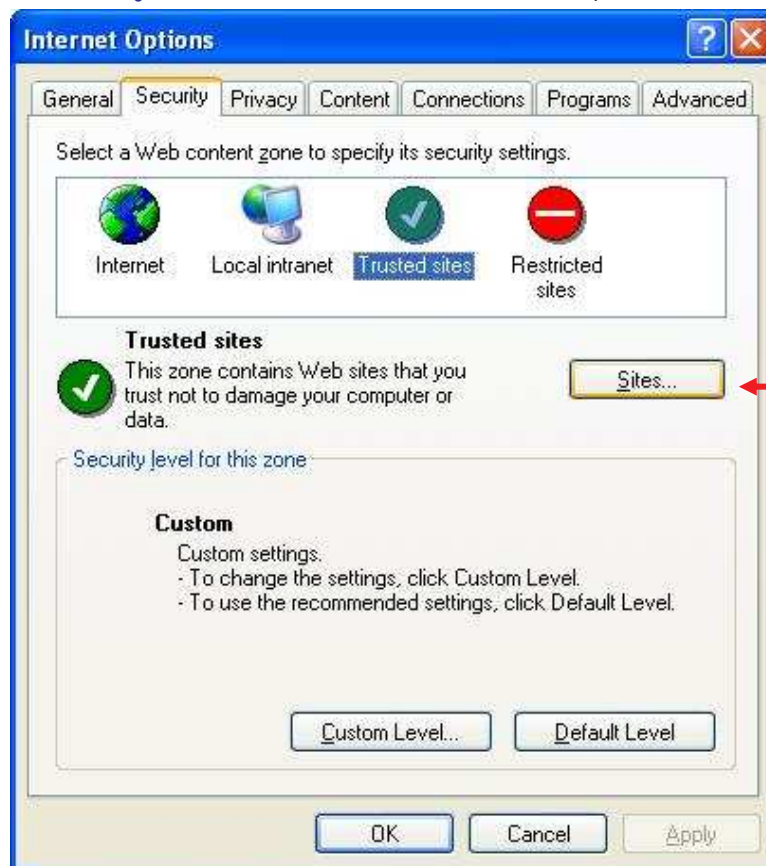 Internet Options
General Security Privacy Content Connections Programs Advanced
Select a Web content zone to specify its security settings.
Internet Local intranet Trusted sites Restricted sites
Trusted sites
This zone contains Web sites that you
trust not to damage your computer or
data.
Sites...
Security level for this zone
Custom
Custom settings.
- To change the settings, click Custom Level.
- To use the recommended settings, click Default Level.
Custom Level... Default Level
OK Cancel Apply